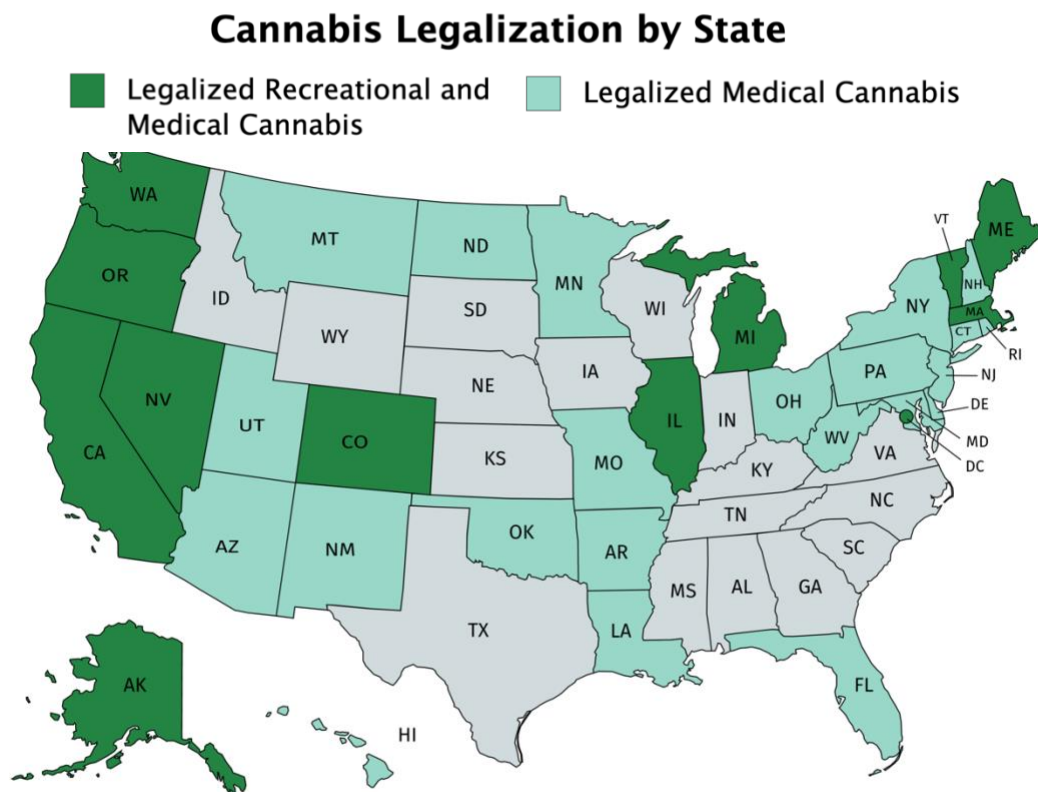 Cannabis Legalization by State
Legalized Recreational and
Medical Cannabis
Legalized Medical Cannabis
WA
MT
ND
VT
ME
OR
MN
NH
ID
SD
WI
NY
MA
WY
MI
CT
RI
IA
PA
NJ
NE
NV
OH
DE
UT
IL
IN
CO
WV
MD
CA
KS
MO
VA
DC
KY
NC
TN
OK
AZ
NM
AR
SC
MS
AL
GA
TX
LA
AK
FL
HI